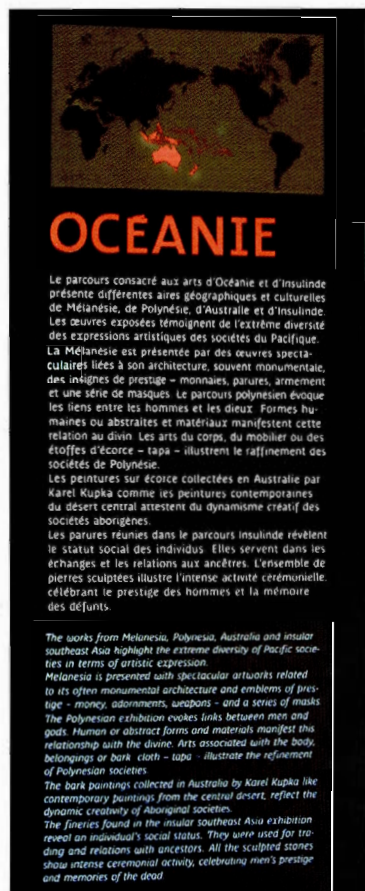 OCÉANIE
Le parcours consacré aux arts d'Océanie et d'Insulinde
présente différentes aires géographiques et culturelles
de Mélanésie, de Polynésie, d'Australie et d'Insulinde.
Les œuvres exposées témoignent de l'extrême diversité
des expressions artistiques des sociétés du Pacifique.
La Mélanésie est présentée par des œuvres specta-
culaires liées à son architecture, souvent monumentale,
des insignes de prestige – monnaies, parures, armement
et une série de masques. Le parcours polynésien évoque
les liens entre les hommes et les dieux. Formes hu-
maines ou abstraites et matériaux manifestent cette
relation au divin. Les arts du corps, du mobilier ou des
étoffes d'écorce – tapa – illustrent le raffinement des
sociétés de Polynésie.
Les peintures sur écorce collectées en Australie par
Karel Kupka comme les peintures contemporaines
du désert central attestent du dynamisme créatif des
sociétés aborigènes.
Les parures réunies dans le parcours Insulinde révèlent
le statut social des individus. Elles servent dans les
échanges et les relations aux ancêtres. L'ensemble de
pierres sculptées illustre l'intense activité cérémonielle,
célébrant le prestige des hommes et la mémoire
des défunts.
The works from Melanesia, Polynesia, Australia and insular
southeast Asia highlight the extreme diversity of Pacific socie-
ties in terms of artistic expression.
Melanesia is presented with spectacular artworks related
to its often monumental architecture and emblems of pres-
tige – money, adornments, weapons – and a series of masks
The Polynesian exhibition evokes links between men and
gods. Human or abstract forms and materials manifest this
relationship with the divine. Arts associated with the body,
belongings or bark cloth – tapa – illustrate the refinement
of Polynesian societies.
The bark paintings collected in Australia by Karel Kupka like
contemporary paintings from the central desert, reflect the
dynamic creativity of Aboriginal societies.
The fineries found in the insular southeast Asia exhibition
reveal an individual's social status. They were used for tra-
ding and relations with ancestors. All the sculpted stones
show intense ceremonial activity, celebrating men's prestige
and memories of the dead.